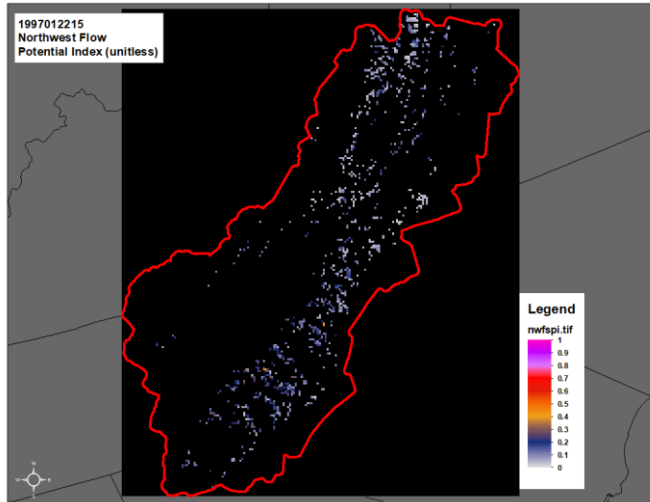 1997012215
Northwest Flow
Potential Index (unitless)
Legend
nwfspi.tif
1
0.9
0.8
0.7
0.6
0.5
0.4
0.3
0.2
0.1
0
N
W
E
S